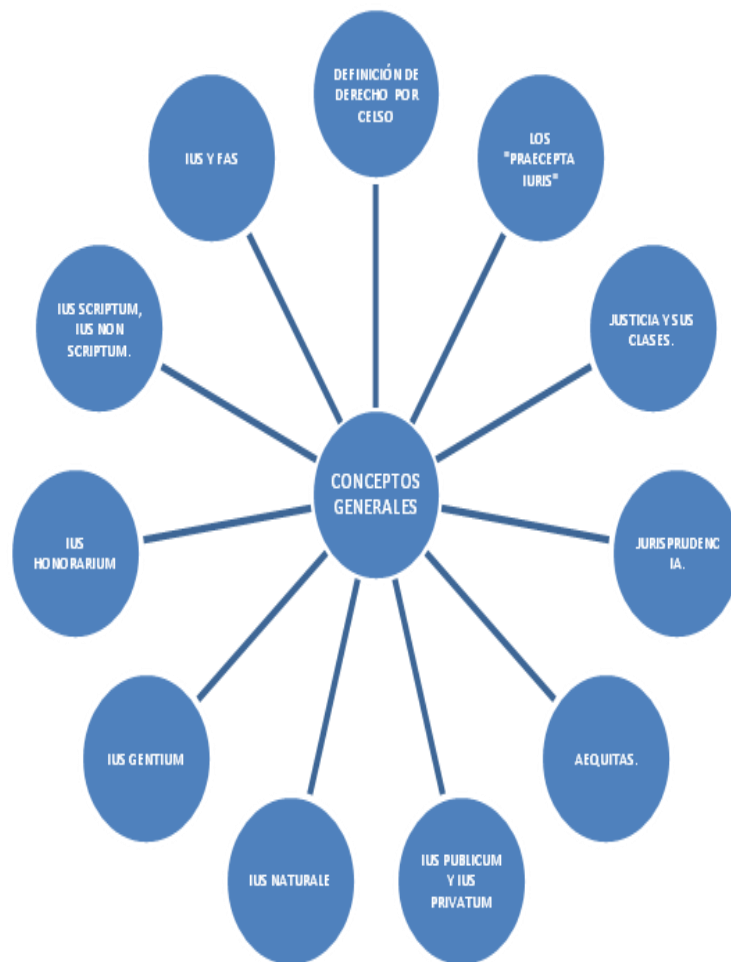 DEFINICIÓN DE
DERECHO POR
CELSO
LOS
"PRAECEPTA
IURIS"
JUSTICIA Y SUS
CLASES.
JURISPRUDENC
IA.
AEQUITAS.
IUS PUBLICUM
Y IUS
PRIVATUM
IUS NATURALE
IUS GENTIUM
IUS
HONORARIUM
IUS SCRIPTUM,
IUS NON
SCRIPTUM.
IUS Y FAS
CONCEPTOS
GENERALES